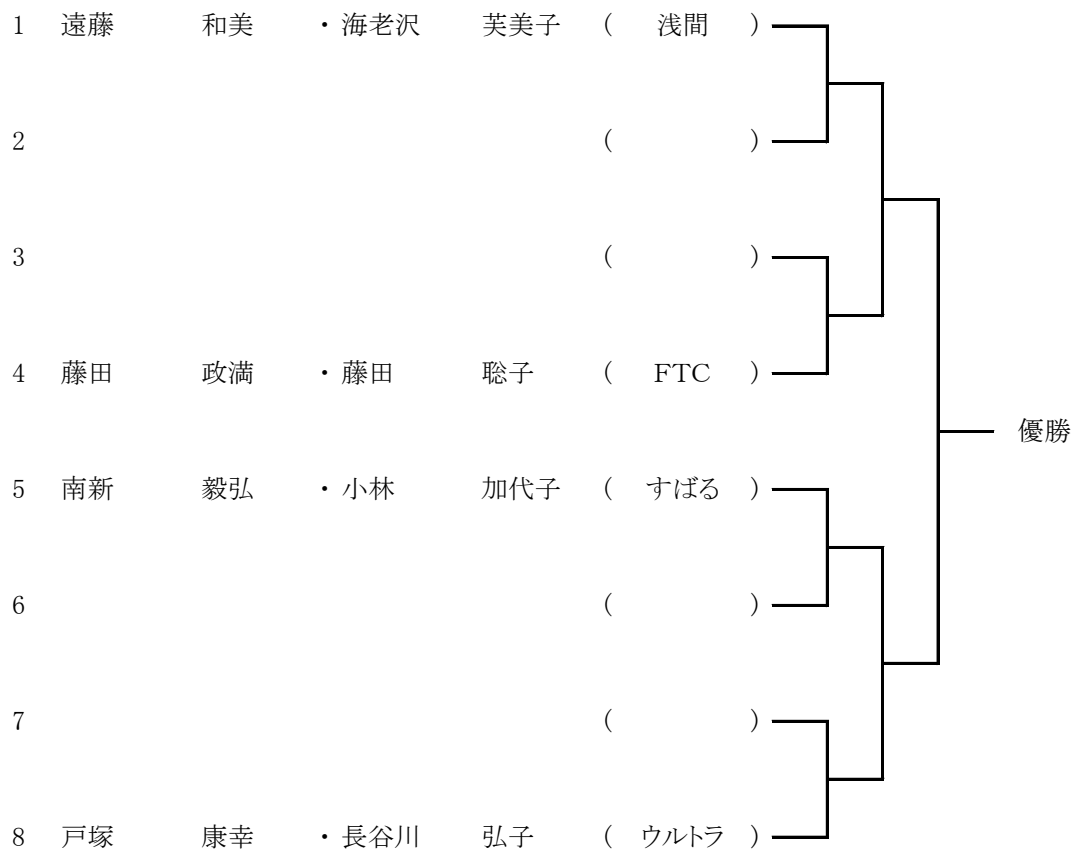 1 遠藤 和美 ・海老沢 芙美子 ( 浅間 )
2 ( )
3 ( )
4 藤田 政満 ・藤田 聡子 ( FTC )
優勝
5 南新 毅弘 ・小林 加代子 ( すばる )
6 ( )
7 ( )
8 戸塚 康幸 ・長谷川 弘子 ( ウルトラ )